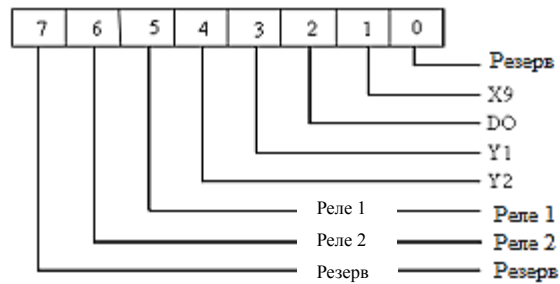 7 6 5 4 3 2 1 0
Резерв
X9
DO
Y1
Y2
Реле 1 Реле 1
Реле 2 Реле 2
Резерв Резерв